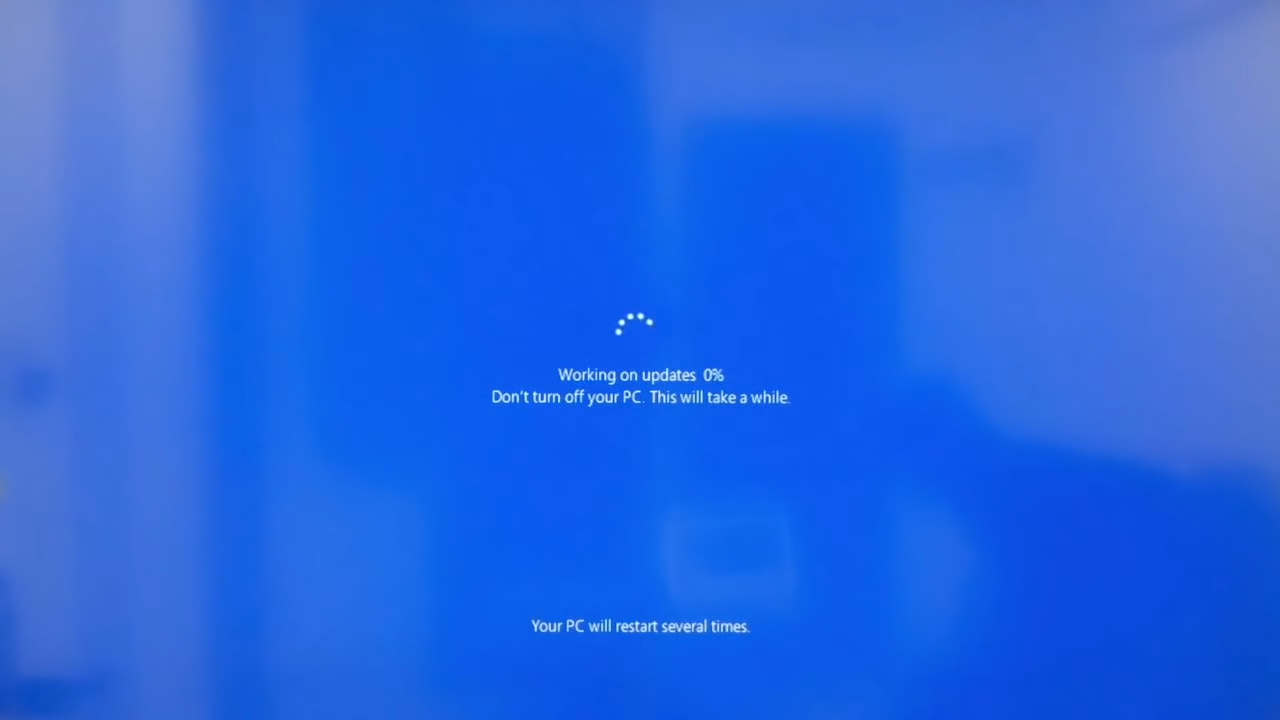 Working on updates 0%
Don't turn off your PC. This will take a while.
Your PC will restart several times.